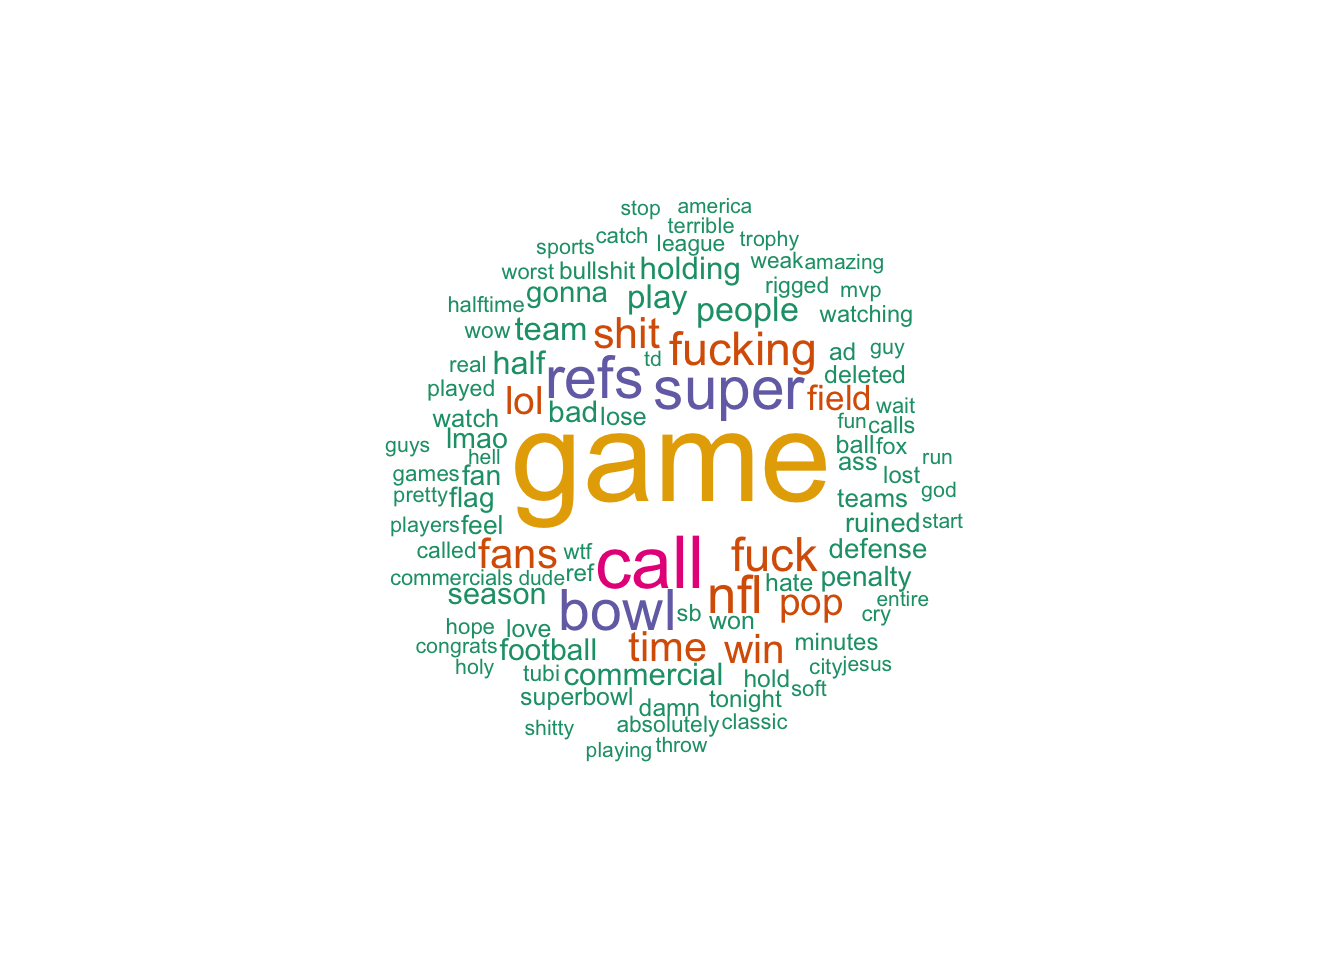 stop america
terrible
sports catch league trophy
worst bullshit holding weak amazing
halftime gonna play people rigged mvp
wow team shit fucking watching
real half refs td super ad guy
played lol bad lose field deleted
watch lmao game fun wait calls
guys hell ball fox
games fan ass lost run
pretty flag teams god
players feel ruined start
called fans wtf call fuck defense
commercials dude ref nfl hate penalty
season bowl sb won pop cry entire
hope love time win minutes
congrats football
holy tubi commercial hold city jesus
superbowl damn tonight soft
shitty absolutely classic
playing throw